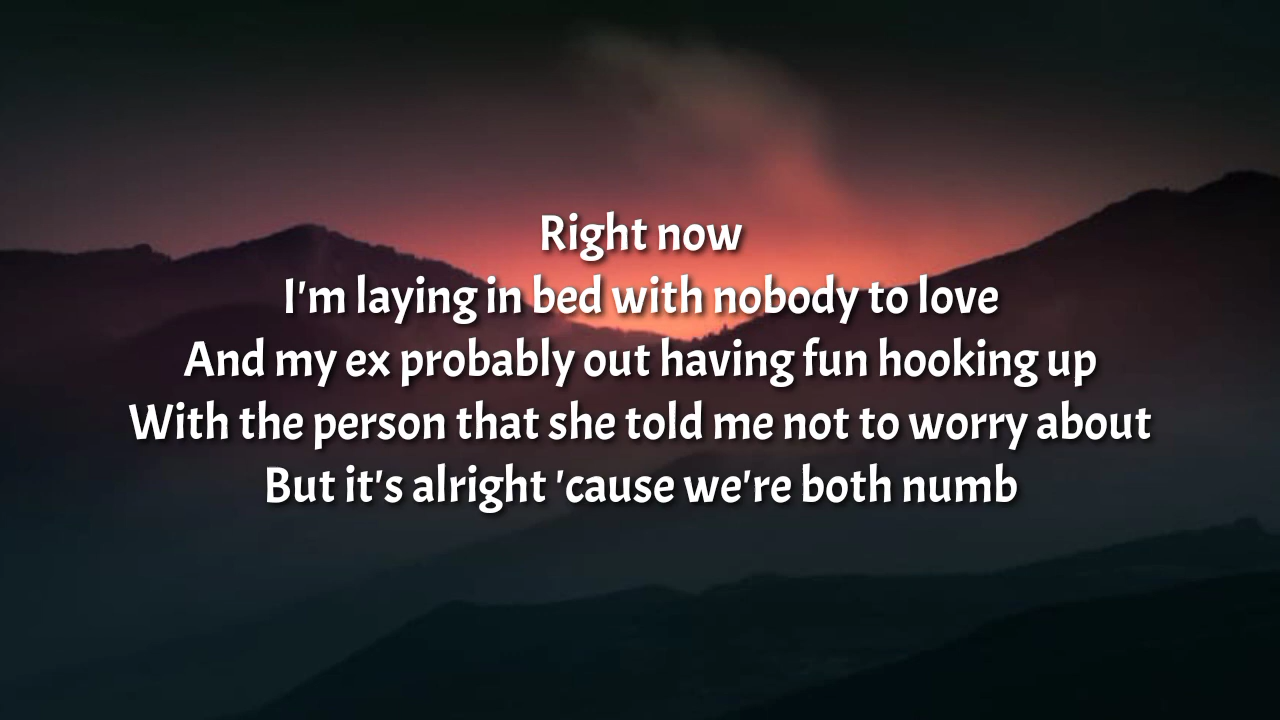 Right now
I'm laying in bed with nobody to love
And my ex probably out having fun hooking up
With the person that she told me not to worry about
But it's alright 'cause we're both numb